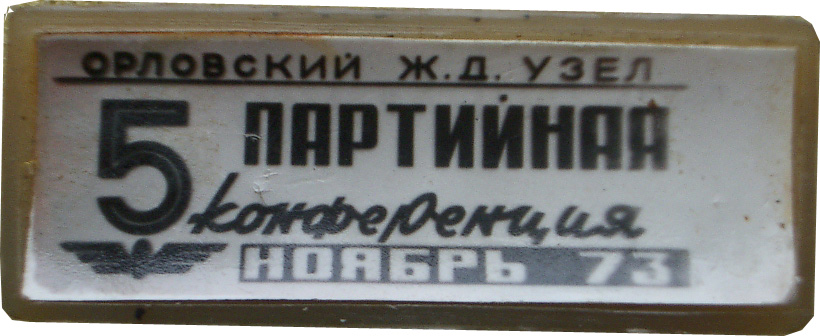 ОРЛОВСКИЙ Ж.Д. УЗЕЛ
5 ПАРТИЙНАЯ
конференция
НОЯБРЬ 73